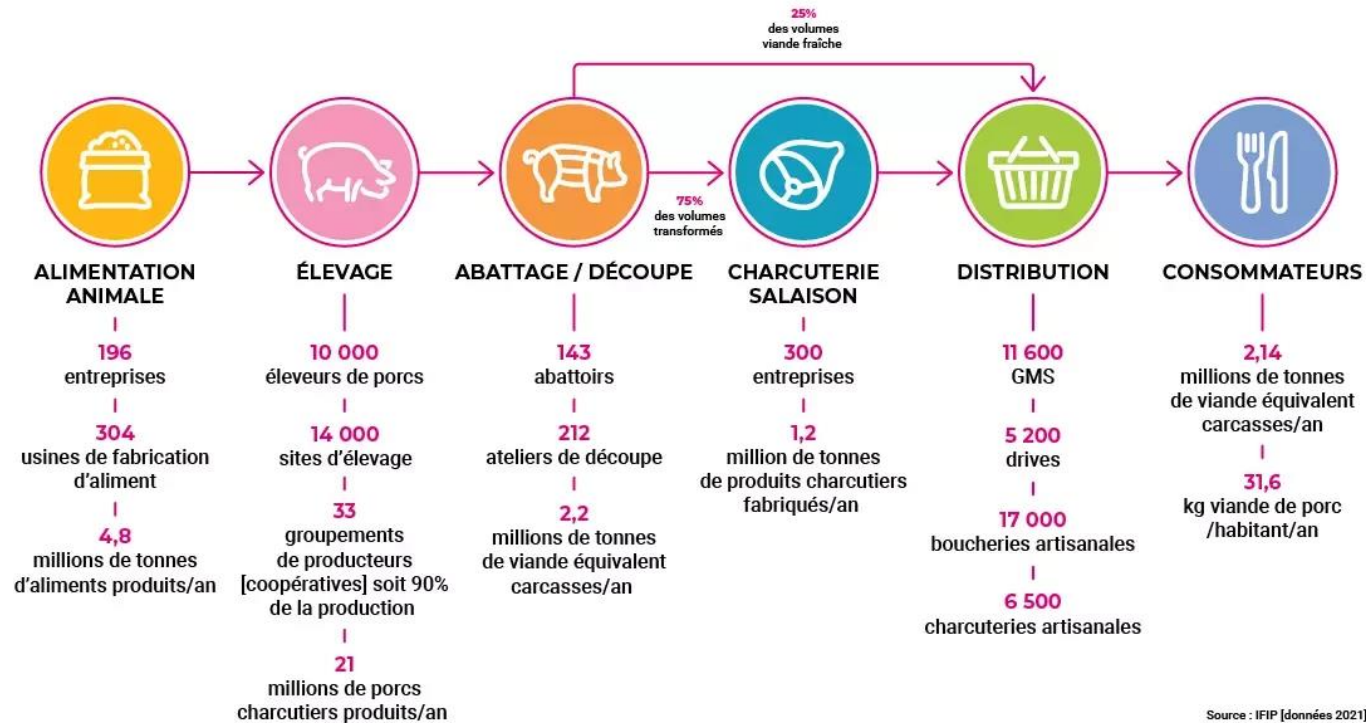 25%
des volumes
viande fraîche
75%
des volumes
transformés
ALIMENTATION
ANIMALE
196
entreprises
304
usines de fabrication
d'aliment
4,8
millions de tonnes
d'aliments produits/an
ÉLEVAGE
10 000
éleveurs de porcs
14 000
sites d'élevage
33
groupements
de producteurs
[coopératives] soit 90%
de la production
21
millions de porcs
charcutiers produits/an
ABATTAGE / DÉCOUPE
143
abattoirs
212
ateliers de découpe
2,2
millions de tonnes
de viande équivalent
carcasses/an
CHARCUTERIE
SALAISON
300
entreprises
1,2
million de tonnes
de produits charcutiers
fabriqués/an
DISTRIBUTION
11 600
GMS
5 200
drives
17 000
boucheries artisanales
6 500
charcuteries artisanales
CONSOMMATEURS
2,14
millions de tonnes
de viande équivalent
carcasses/an
31,6
kg viande de porc
/habitant/an
Source : IFIP [données 2021]